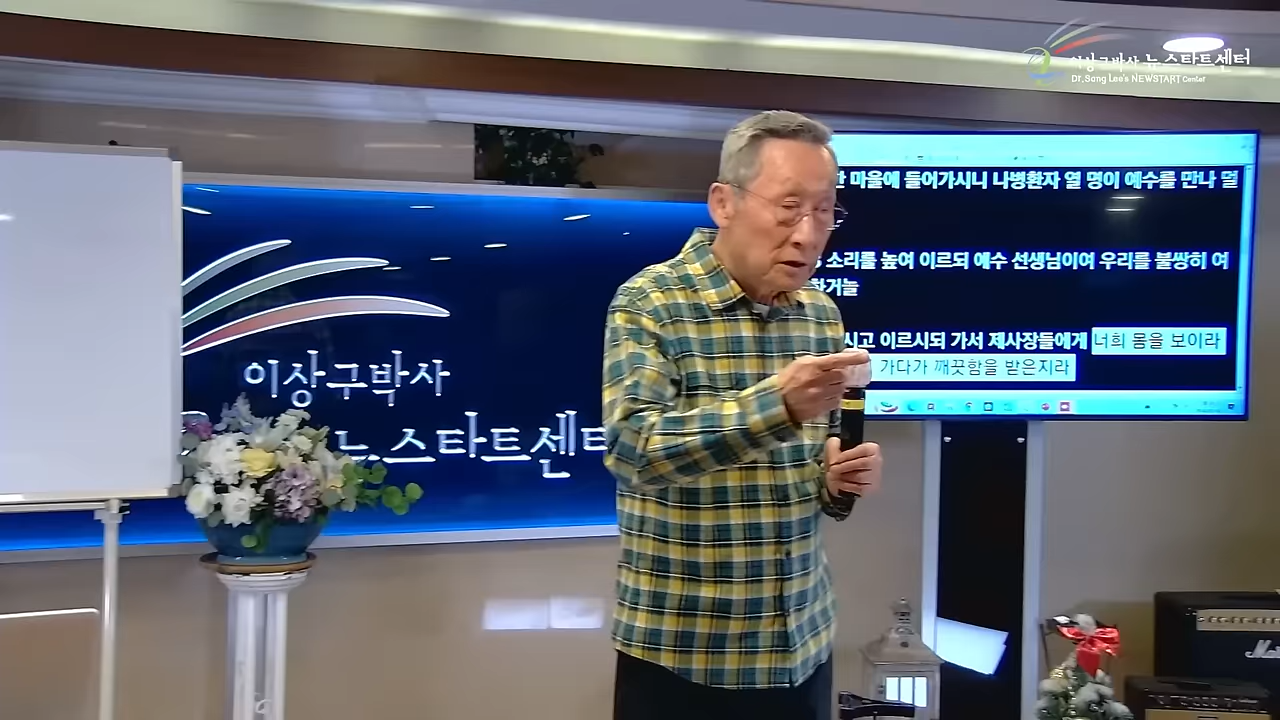 이상구박사 뉴스타트센터
Dr. Sang Lee's NEWSTART Center
마을에 들어가시니 나병환자 열 명이 예수를 만나 멀
소리를 높여 이르되 예수 선생님이여 우리를 불쌍히 여
하거늘
시고 이르시되 가서 제사장들에게 너희 몸을 보이라
가다가 깨끗함을 받은지라
이상구박사
뉴스타트센터